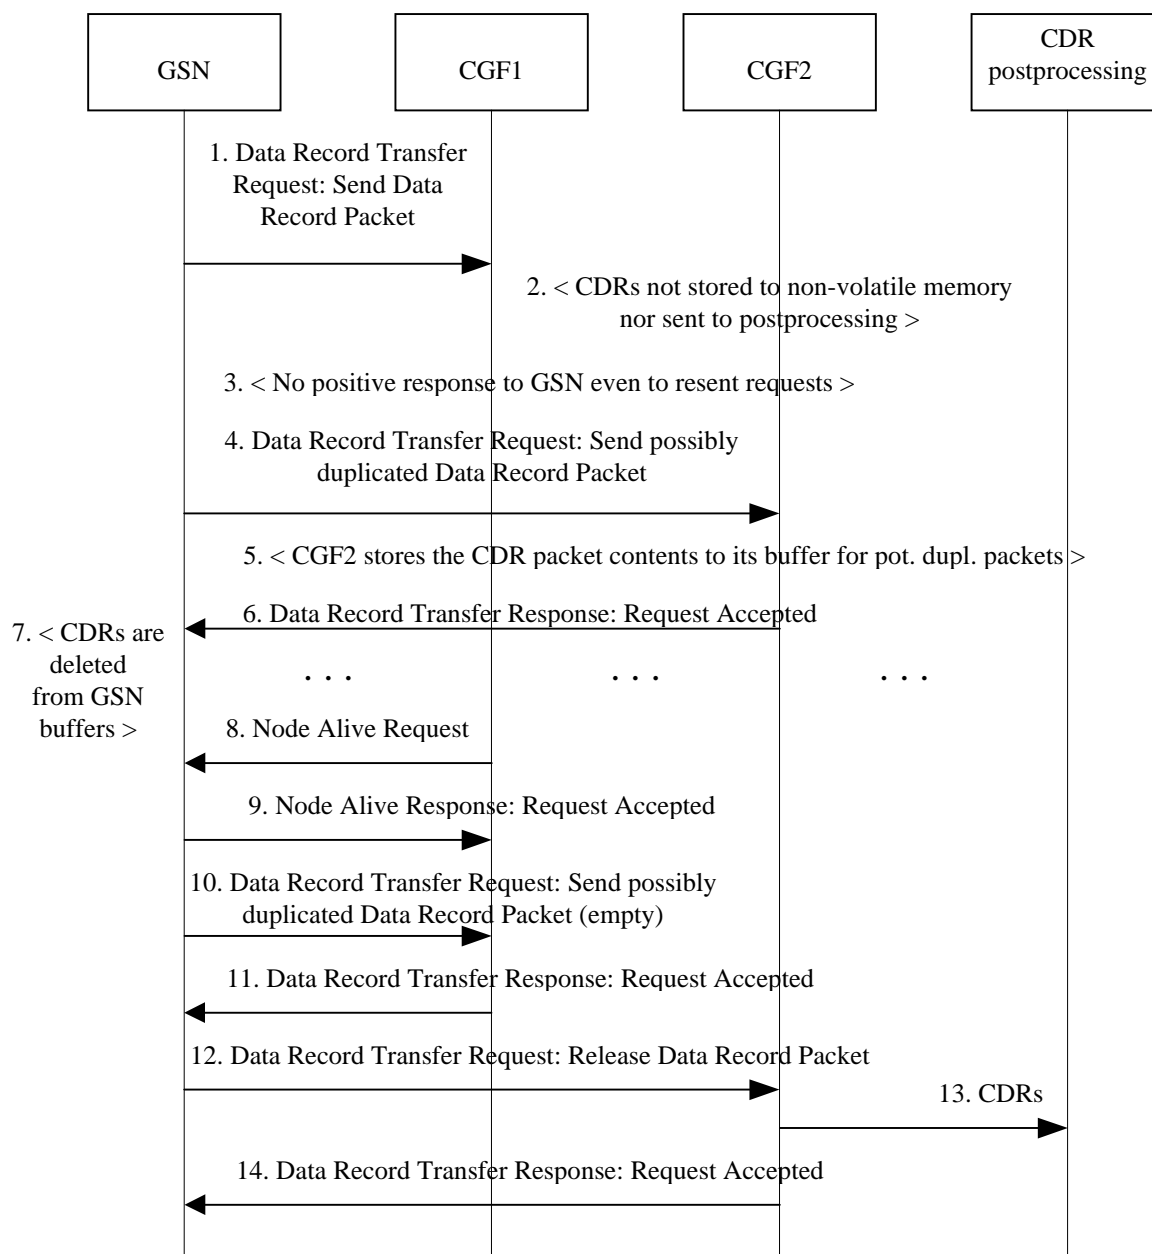 GSN
CGF1
CGF2
CDR
postprocessing
1. Data Record Transfer
Request: Send Data
Record Packet
2. < CDRs not stored to non-volatile memory
nor sent to postprocessing >
3. < No positive response to GSN even to resent requests >
4. Data Record Transfer Request: Send possibly
duplicated Data Record Packet
5. < CGF2 stores the CDR packet contents to its buffer for pot. dupl. packets >
6. Data Record Transfer Response: Request Accepted
7. < CDRs are
deleted
from GSN
buffers >
. . .
. . .
. . .
8. Node Alive Request
9. Node Alive Response: Request Accepted
10. Data Record Transfer Request: Send possibly
duplicated Data Record Packet (empty)
11. Data Record Transfer Response: Request Accepted
12. Data Record Transfer Request: Release Data Record Packet
13. CDRs
14. Data Record Transfer Response: Request Accepted